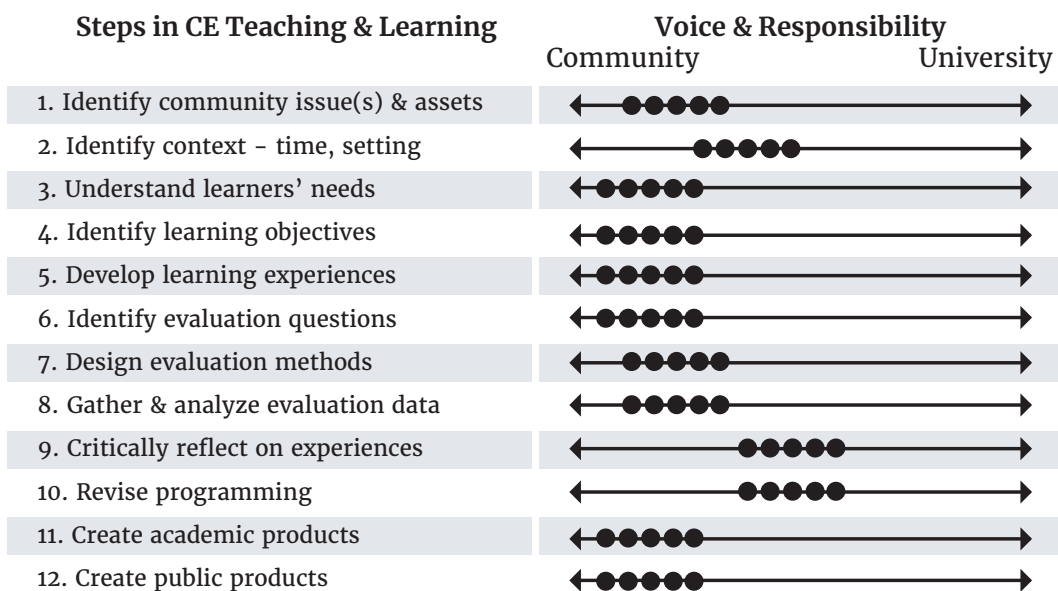 Steps in CE Teaching & Learning
Voice & Responsibility
Community University
1. Identify community issue(s) & assets
2. Identify context - time, setting
3. Understand learners’ needs
4. Identify learning objectives
5. Develop learning experiences
6. Identify evaluation questions
7. Design evaluation methods
8. Gather & analyze evaluation data
9. Critically reflect on experiences
10. Revise programming
11. Create academic products
12. Create public products